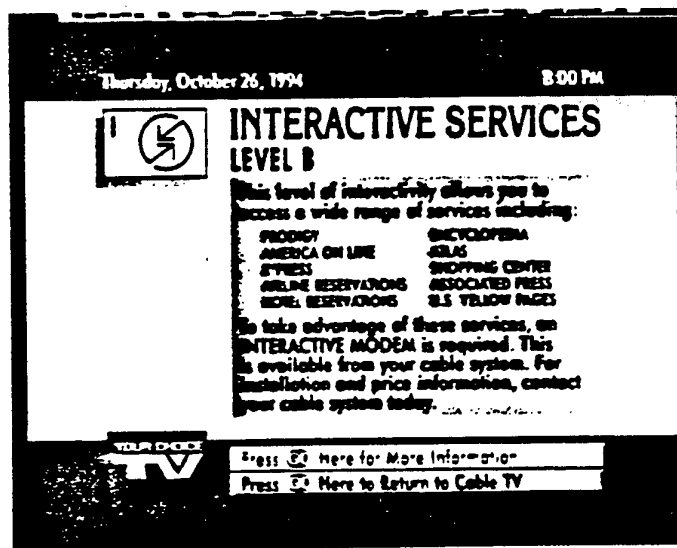 Thursday, October 26, 1994 8:00 PM
INTERACTIVE SERVICES
LEVEL B
This level of interactivity allows you to
access a wide range of services including:
PRODIGY ENCYCLOPEDIA
AMERICA ON LINE ATLAS
X*PRESS SHOPPING CENTER
AIRLINE RESERVATIONS ASSOCIATED PRESS
HOTEL RESERVATIONS U.S. YELLOW PAGES
To take advantage of these services, an
INTERACTIVE MODEM is required. This
is available from your cable system. For
installation and price information, contact
your cable system today.
YOUR CHOICE
TV
Press Here for More Information
Press Here to Return to Cable TV